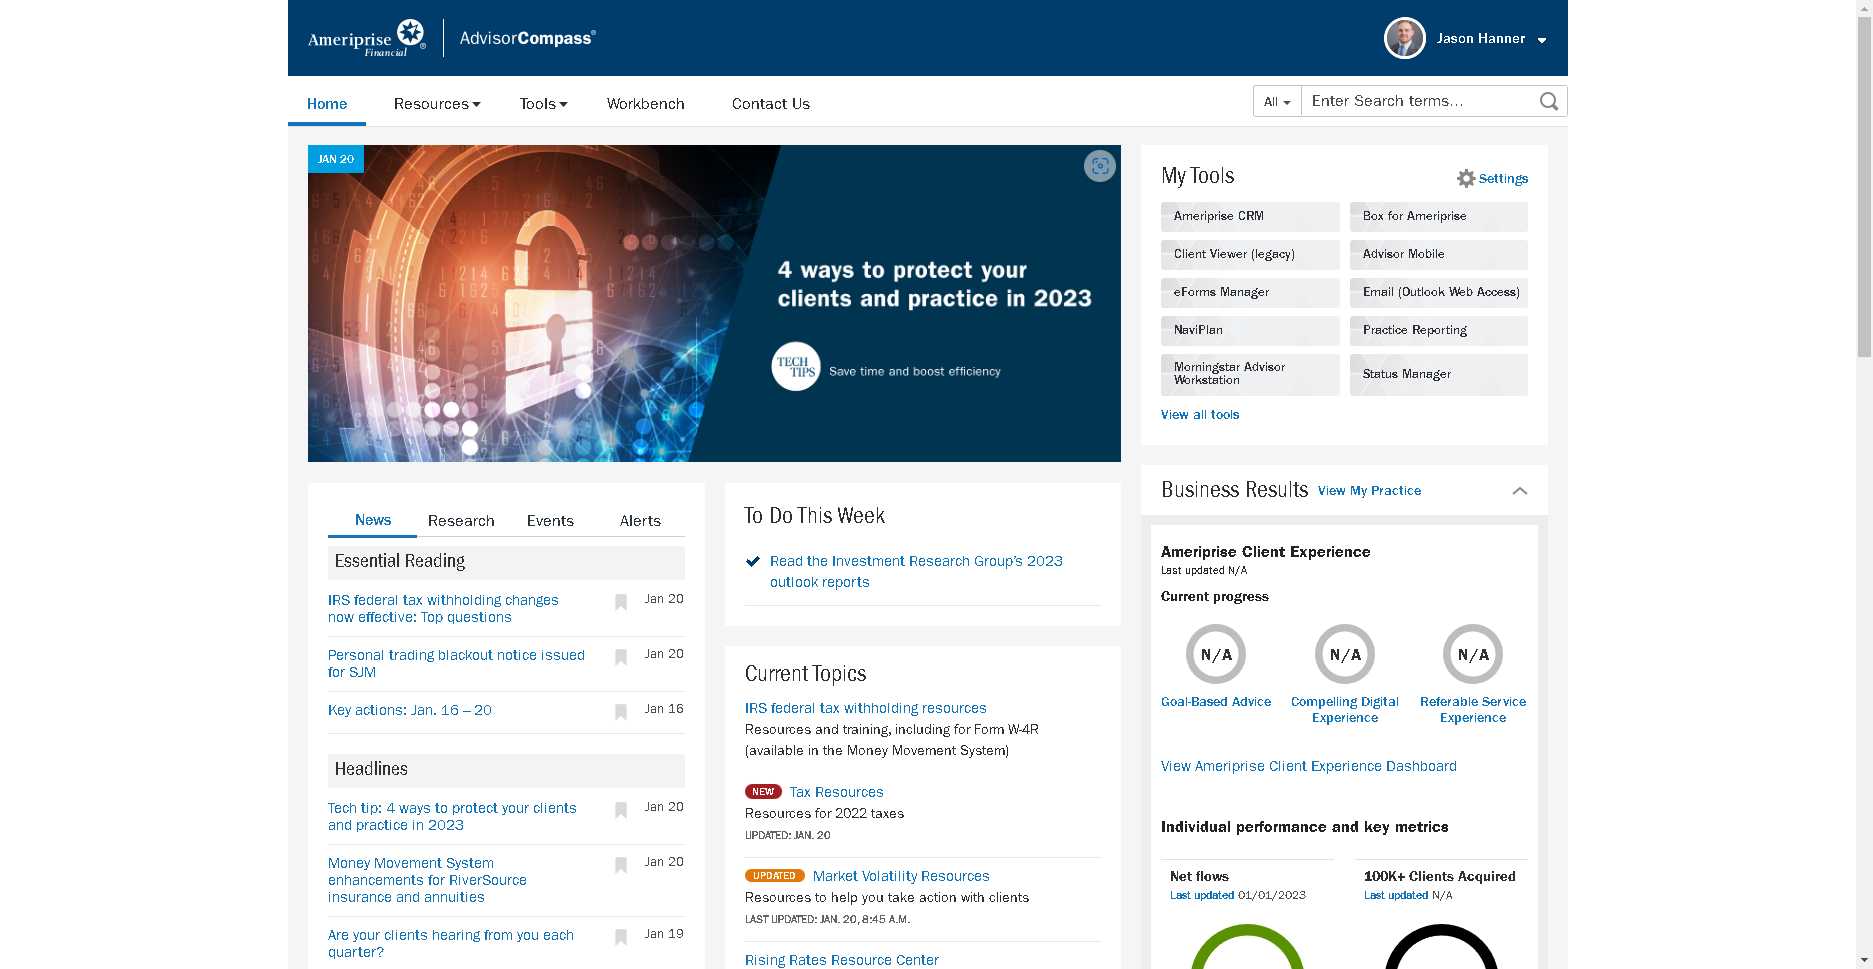 Ameriprise
Financial
AdvisorCompass®
Jason Hanner
Home
Resources
Tools
Workbench
Contact Us
All
Enter Search terms...
JAN 20
4 ways to protect your
clients and practice in 2023
TECH
TIPS
Save time and boost efficiency
My Tools
Settings
Ameriprise CRM
Box for Ameriprise
Client Viewer (legacy)
Advisor Mobile
eForms Manager
Email (Outlook Web Access)
NaviPlan
Practice Reporting
Morningstar Advisor
Workstation
Status Manager
View all tools
News
Research
Events
Alerts
Essential Reading
IRS federal tax withholding changes
now effective: Top questions
Jan 20
Personal trading blackout notice issued
for SJM
Jan 20
Key actions: Jan. 16 – 20
Jan 16
Headlines
Tech tip: 4 ways to protect your clients
and practice in 2023
Jan 20
Money Movement System
enhancements for RiverSource
insurance and annuities
Jan 20
Are your clients hearing from you each
quarter?
Jan 19
To Do This Week
Read the Investment Research Group's 2023
outlook reports
Current Topics
IRS federal tax withholding resources
Resources and training, including for Form W-4R
(available in the Money Movement System)
NEW Tax Resources
Resources for 2022 taxes
UPDATED: JAN. 20
UPDATED Market Volatility Resources
Resources to help you take action with clients
LAST UPDATED: JAN. 20, 8:45 A.M.
Rising Rates Resource Center
Business Results
View My Practice
Ameriprise Client Experience
Last updated N/A
Current progress
N/A
N/A
N/A
Goal-Based Advice
Compelling Digital
Experience
Referable Service
Experience
View Ameriprise Client Experience Dashboard
Individual performance and key metrics
Net flows
Last updated 01/01/2023
100K+ Clients Acquired
Last updated N/A